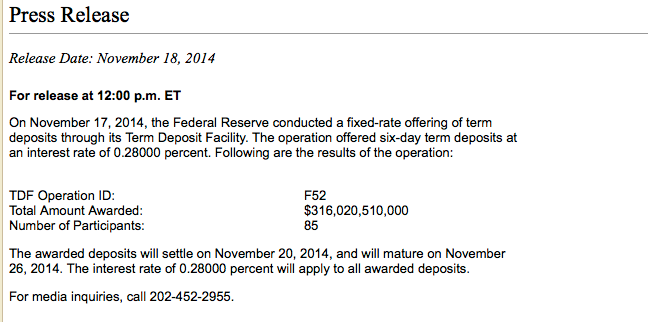 Press Release
Release Date: November 18, 2014
For release at 12:00 p.m. ET
On November 17, 2014, the Federal Reserve conducted a fixed-rate offering of term
deposits through its Term Deposit Facility. The operation offered six-day term deposits at
an interest rate of 0.28000 percent. Following are the results of the operation:
TDF Operation ID: F52
Total Amount Awarded: $316,020,510,000
Number of Participants: 85
The awarded deposits will settle on November 20, 2014, and will mature on November
26, 2014. The interest rate of 0.28000 percent will apply to all awarded deposits.
For media inquiries, call 202-452-2955.